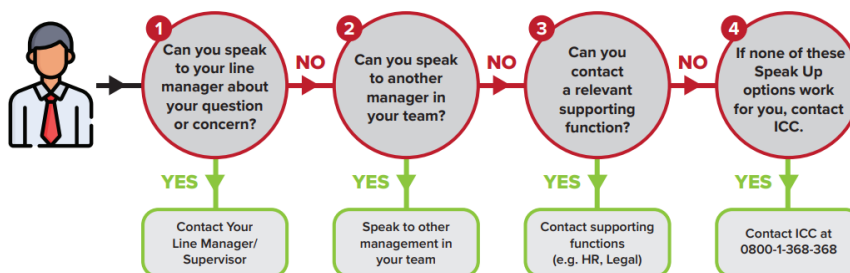 1
Can you speak
to your line
manager about
your question
or concern?
NO
2
Can you speak
to another
manager in
your team?
NO
3
Can you
contact
a relevant
supporting
function?
NO
4
If none of these
Speak Up
options work
for you, contact
ICC.
YES
Contact Your
Line Manager/
Supervisor
YES
Speak to other
management in
your team
YES
Contact supporting
functions
(e.g. HR, Legal)
YES
Contact ICC at
0800-1-368-368